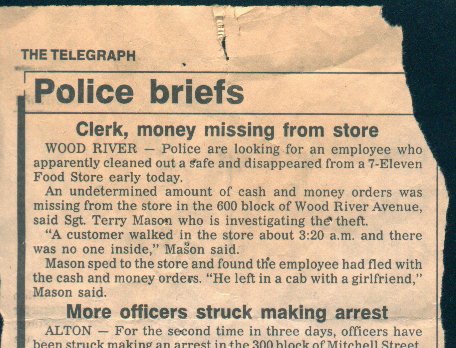 THE TELEGRAPH
Police briefs
Clerk, money missing from store
WOOD RIVER — Police are looking for an employee who
apparently cleaned out a safe and disappeared from a 7-Eleven
Food Store early today.
An undetermined amount of cash and money orders was
missing from the store in the 600 block of Wood River Avenue,
said Sgt. Terry Mason who is investigating the theft.
"A customer walked in the store about 3:20 a.m. and there
was no one inside," Mason said.
Mason sped to the store and found the employee had fled with
the cash and money orders. "He left in a cab with a girlfriend,"
Mason said.
More officers struck making arrest
ALTON — For the second time in three days, officers have
been struck making an arrest in the 300 block of Mitchell Street